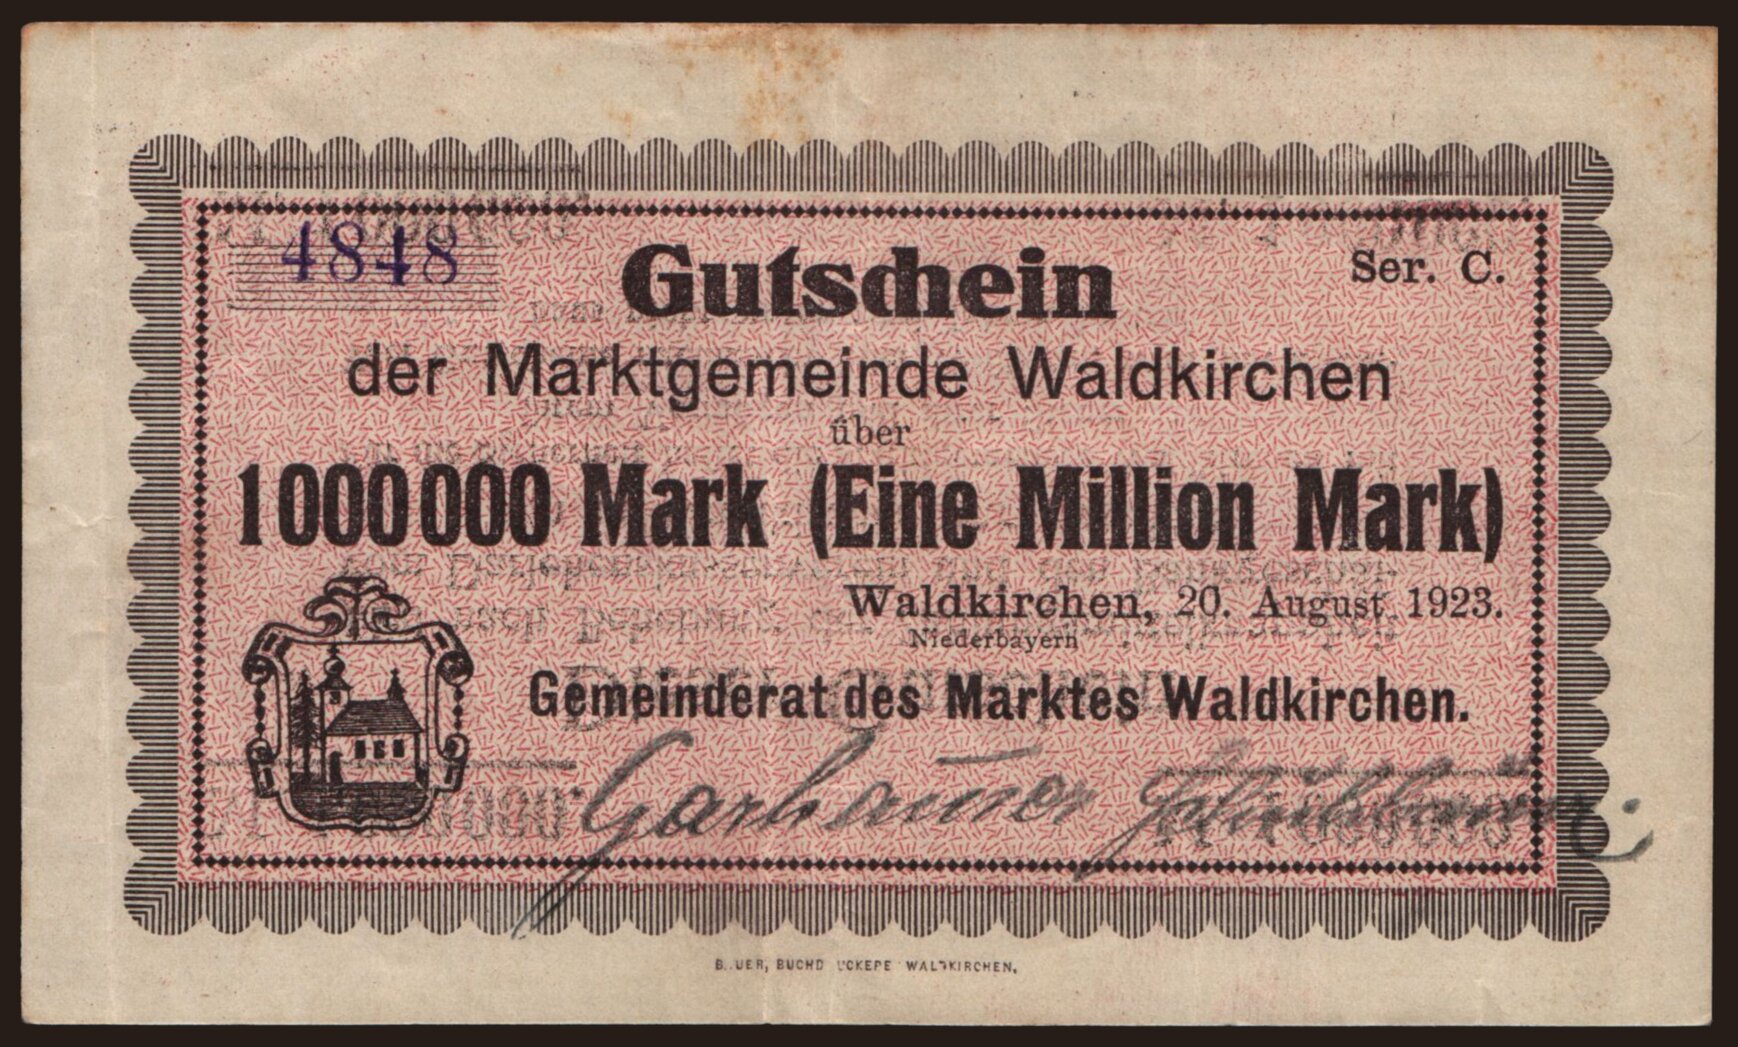 4848
Gutschein
Ser. C.
der Marktgemeinde Waldkirchen
über
1000000 Mark (Eine Million Mark)
Waldkirchen, 20. August 1923.
Niederbayern
Gemeinderat des Marktes Waldkirchen.
WALDKIRCHEN,